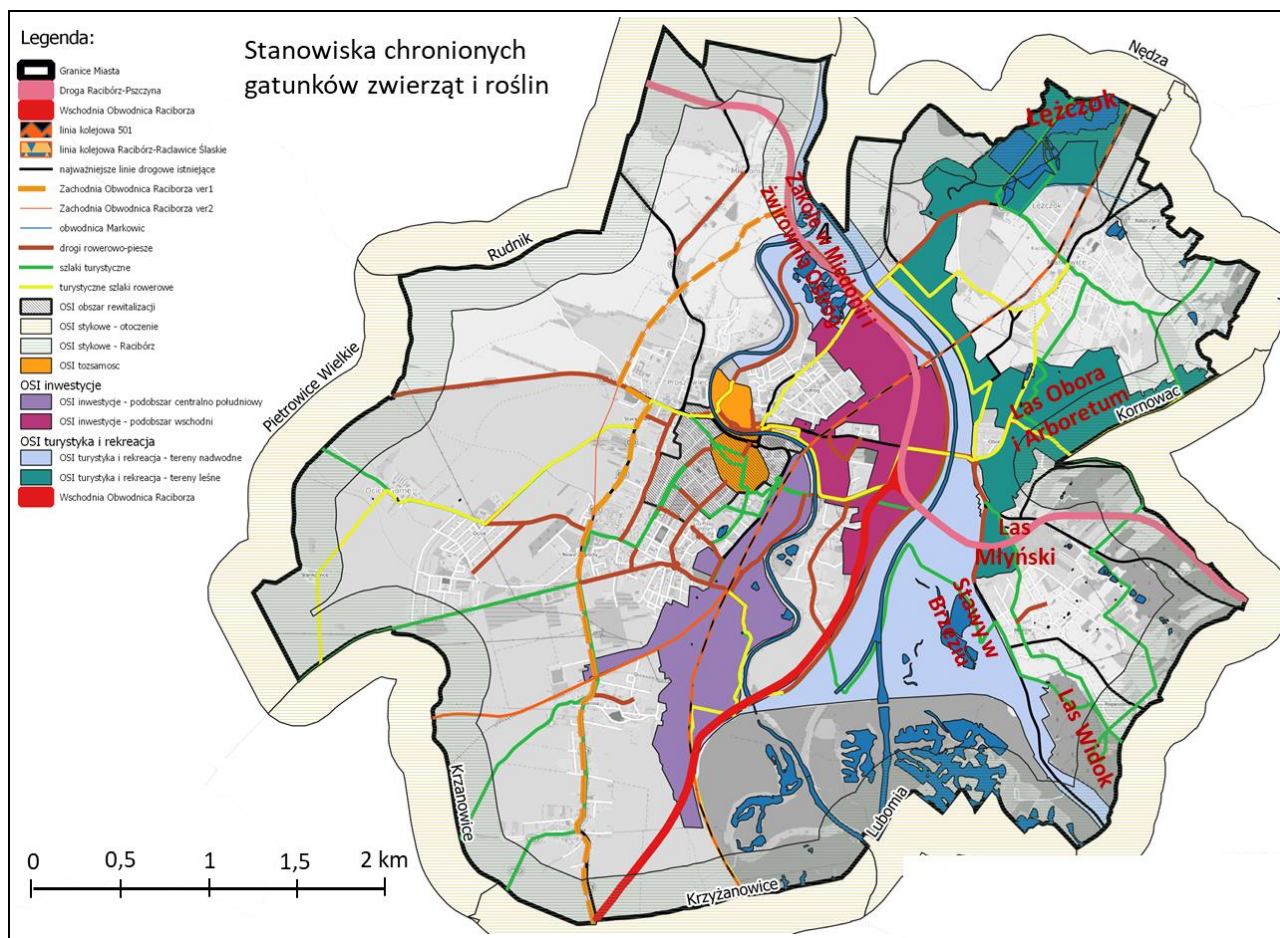 Legenda:
Granice Miasta
Droga Racibórz-Pszczyna
Wschodnia Obwodnica Raciborza
linia kolejowa 501
linia kolejowa Racibórz-Racławice Śląskie
najważniejsze linie drogowe istniejące
Zachodnia Obwodnica Raciborza ver1
Zachodnia Obwodnica Raciborza ver2
obwodnica Markowic
drogi rowerowo-piesze
szlaki turystyczne
turystyczne szlaki rowerowe
OSI obszar rewitalizacji
OSI stykowe - otoczenie
OSI stykowe - Racibórz
OSI tozsamosc
OSI inwestycje
OSI inwestycje - podobszar centralno południowy
OSI inwestycje - podobszar wschodni
OSI turystyka i rekreacja
OSI turystyka i rekreacja - tereny nadwodne
OSI turystyka i rekreacja - tereny leśne
Wschodnia Obwodnica Raciborza
Stanowiska chronionych
gatunków zwierząt i roślin
Nędza
Łężczok
Zakole w Miedonii i
żwirownia Ostróg
Rudnik
Pietrowice Wielkie
Las Obora
i Arboretum
Kornowac
Las
Młyński
Stawy w
Brzeziu
Las Widok
Lubomia
Krzanowice
Krzyżanowice
0 0,5 1 1,5 2 km